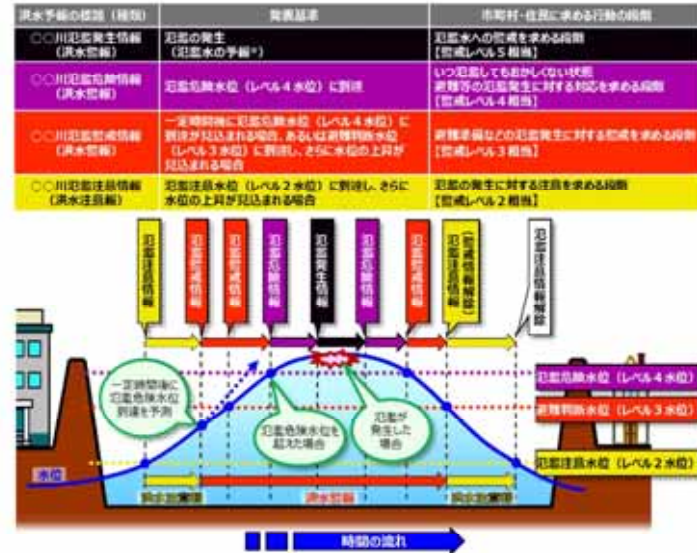 洪水予報の標題（種類）
発表基準
市町村・住民に求める行動の段階
○○川氾濫発生情報
（洪水警報）
氾濫の発生
（氾濫水の予報*）
氾濫水への警戒を求める段階
【警戒レベル5相当】
○○川氾濫危険情報
（洪水警報）
氾濫危険水位（レベル４水位）に到達
いつ氾濫してもおかしくない状態
避難等の氾濫発生に対する対応を求める段階
【警戒レベル4相当】
○○川氾濫警戒情報
（洪水警報）
一定時間後に氾濫危険水位（レベル４水位）に
到達が見込まれる場合、あるいは避難判断水位
（レベル３水位）に到達し、さらに水位の上昇が
見込まれる場合
避難準備などの氾濫発生に対する警戒を求める段階
【警戒レベル3相当】
○○川氾濫注意情報
（洪水注意報）
氾濫注意水位（レベル２水位）に到達し、さらに
水位の上昇が見込まれる場合
氾濫の発生に対する注意を求める段階
【警戒レベル2相当】
氾濫注意情報
氾濫警戒情報
氾濫警戒情報
氾濫危険情報
氾濫発生情報
氾濫危険情報
氾濫警戒情報
氾濫注意情報
（警戒情報解除）
氾濫注意情報解除
一定時間後に
氾濫危険水位
到達を予測
氾濫危険水位を
超えた場合
氾濫が
発生した
場合
氾濫危険水位（レベル４水位）
避難判断水位（レベル３水位）
氾濫注意水位（レベル２水位）
水位
洪水注意報
洪水警報
洪水注意報
時間の流れ